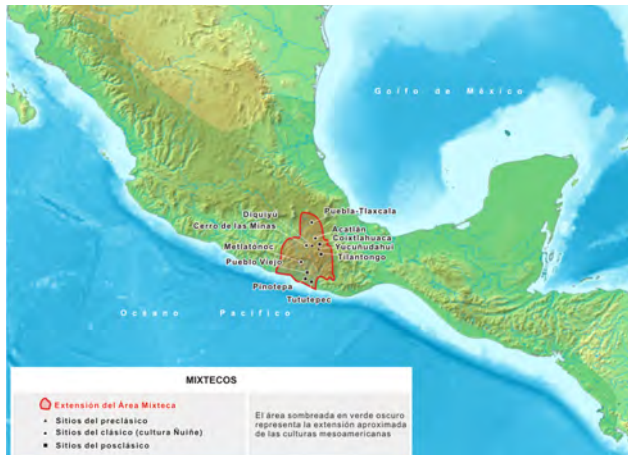 Golfo de México
Diquiyú
Puebla-Tlaxcala
Cerro de las Minas
Acatlán
Coixtlahuaca
Metlatonoc
Yucuñudahui
Tilantongo
Pueblo Viejo
Pinotepa
Tututepec
Océano Pacífico
MIXTECOS
Extensión del Área Mixteca
Sitios del preclásico
Sitios del clásico (cultura Ñuiñe)
Sitios del posclásico
El área sombreada en verde oscuro
representa la extensión aproximada
de las culturas mesoamericanas